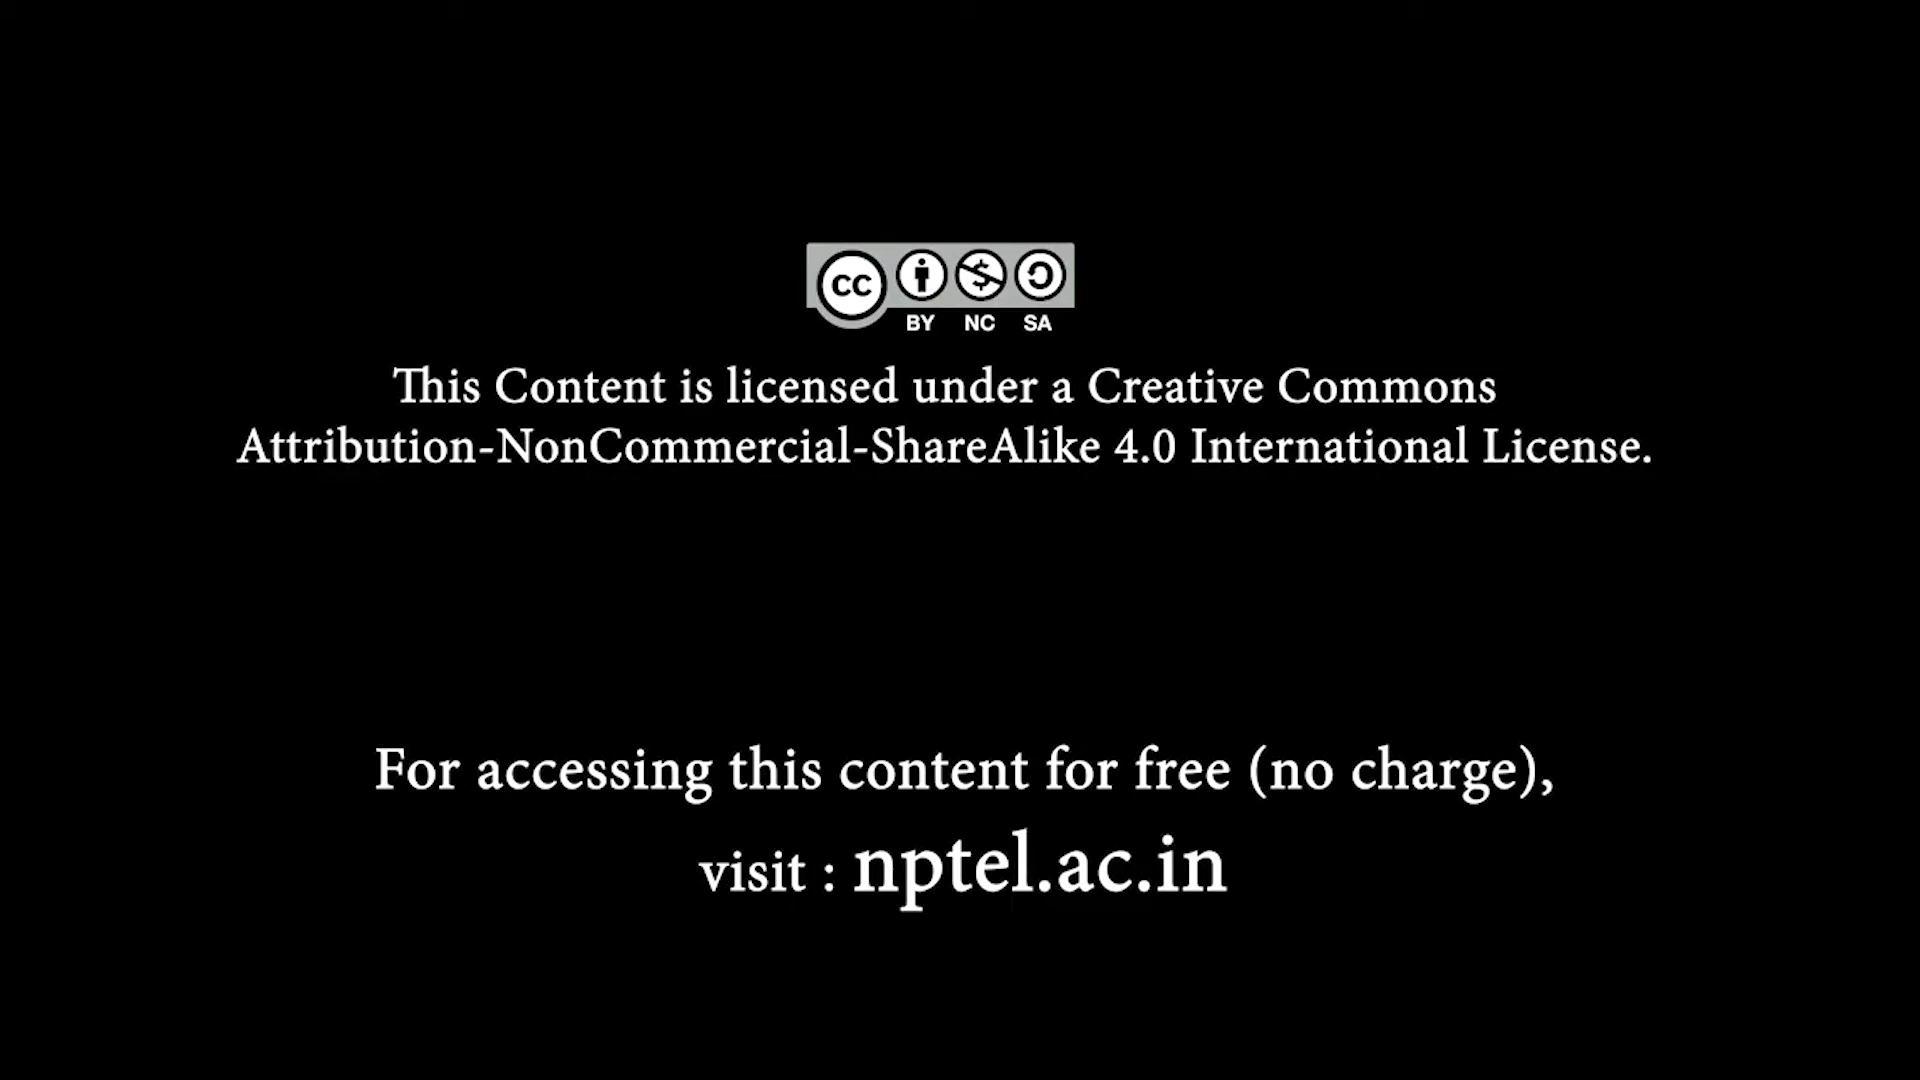 CC BY NC SA
This Content is licensed under a Creative Commons
Attribution-NonCommercial-ShareAlike 4.0 International License.
For accessing this content for free (no charge),
visit : nptel.ac.in